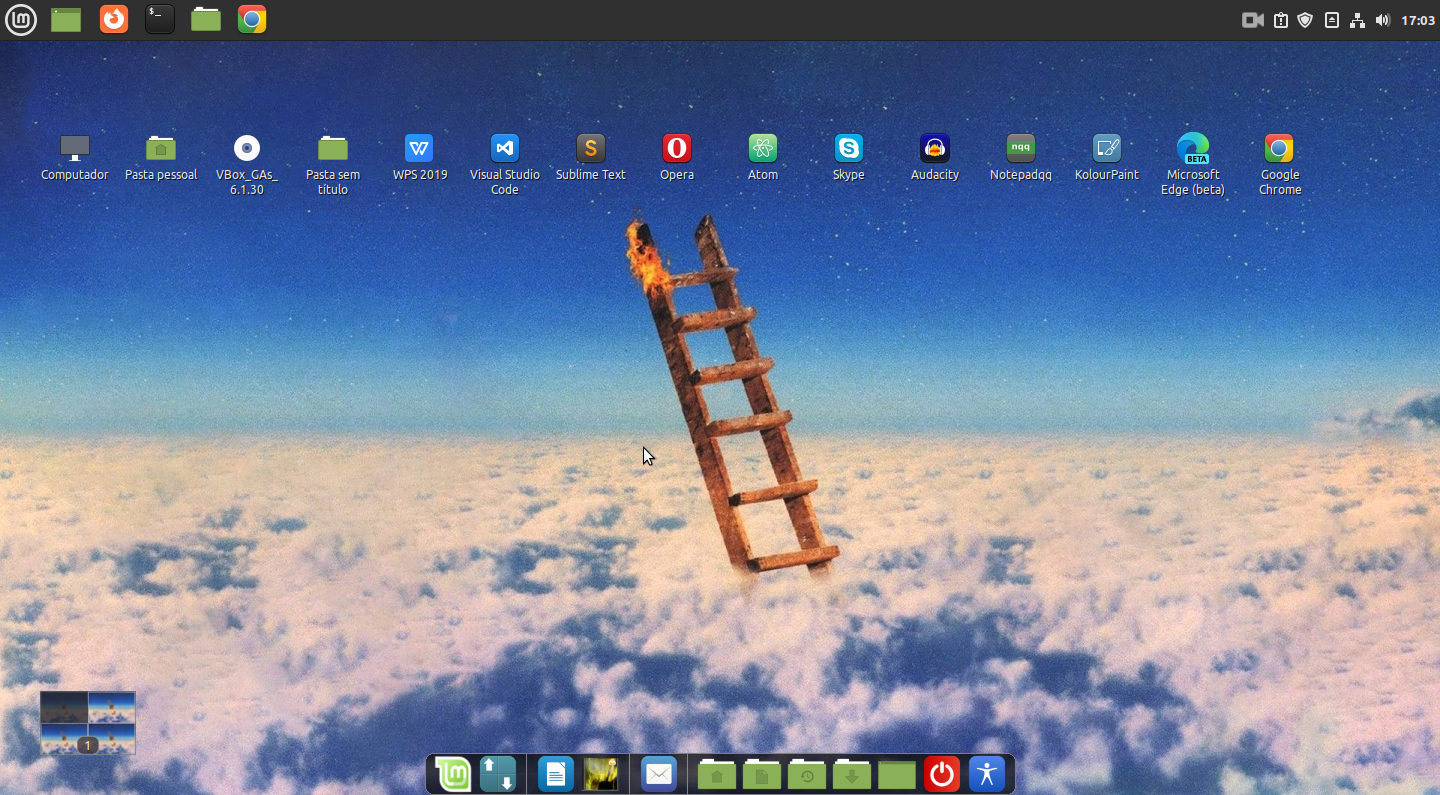 $_
17:03
Computador
Pasta pessoal
VBox_GAs_
6.1.30
Pasta sem
título
WPS 2019
Visual Studio
Code
Sublime Text
Opera
Atom
Skype
Audacity
nqq
Notepadqq
KolourPaint
BETA
Microsoft
Edge (beta)
Google
Chrome
1